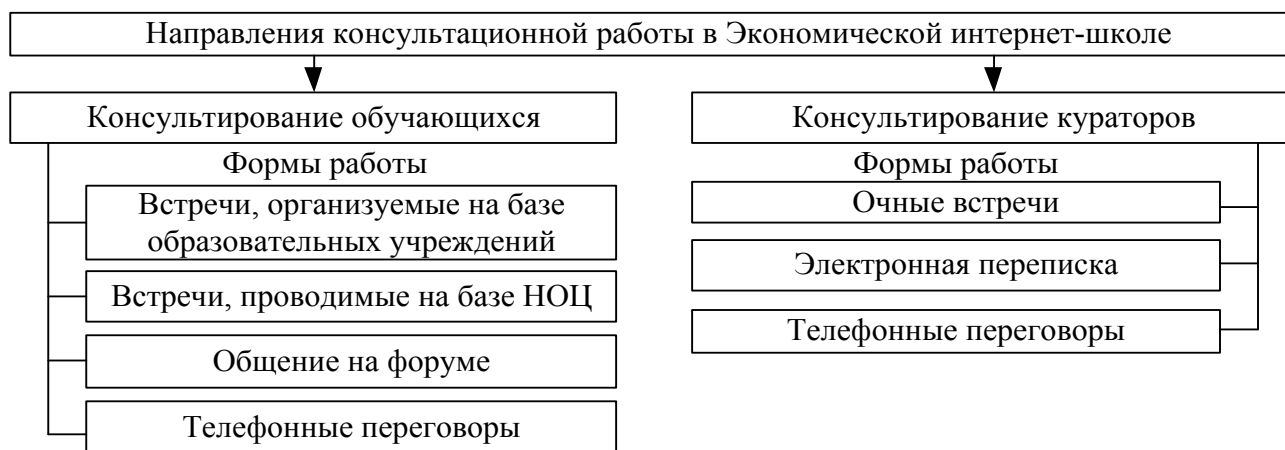 Направления консультационной работы в Экономической интернет-школе
Консультирование обучающихся
Формы работы
Встречи, организуемые на базе
образовательных учреждений
Встречи, проводимые на базе НОЦ
Общение на форуме
Телефонные переговоры
Консультирование кураторов
Формы работы
Очные встречи
Электронная переписка
Телефонные переговоры